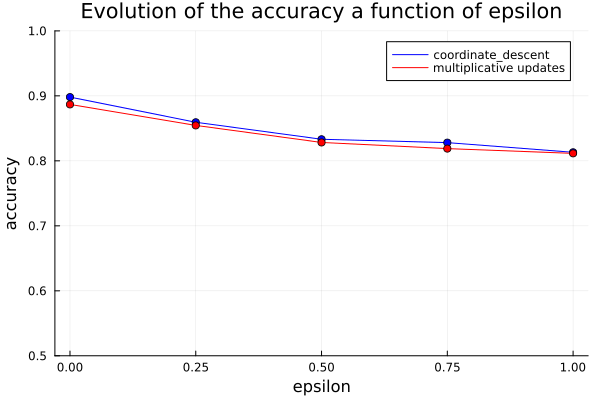 Evolution of the accuracy a function of epsilon
1.0
coordinate_descent
multiplicative updates
0.9
0.8
accuracy
0.7
0.6
0.5
0.00 0.25 0.50 0.75 1.00
epsilon